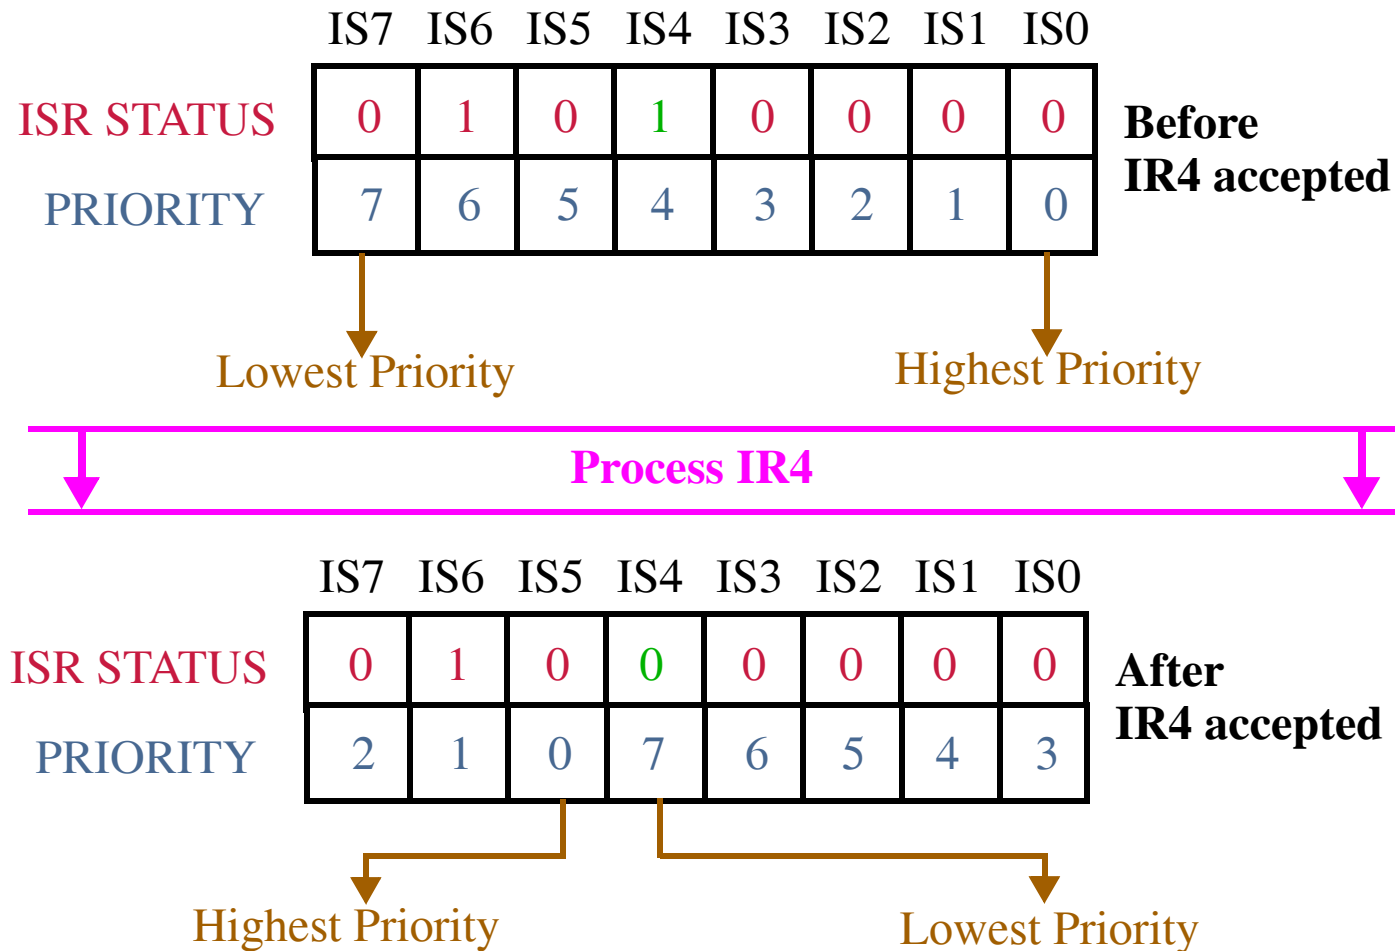 IS7 IS6 IS5 IS4 IS3 IS2 IS1 IS0
ISR STATUS 0 1 0 1 0 0 0 0
PRIORITY 7 6 5 4 3 2 1 0
Before
IR4 accepted
Lowest Priority
Highest Priority
Process IR4
IS7 IS6 IS5 IS4 IS3 IS2 IS1 IS0
ISR STATUS 0 1 0 0 0 0 0 0
PRIORITY 2 1 0 7 6 5 4 3
After
IR4 accepted
Highest Priority
Lowest Priority